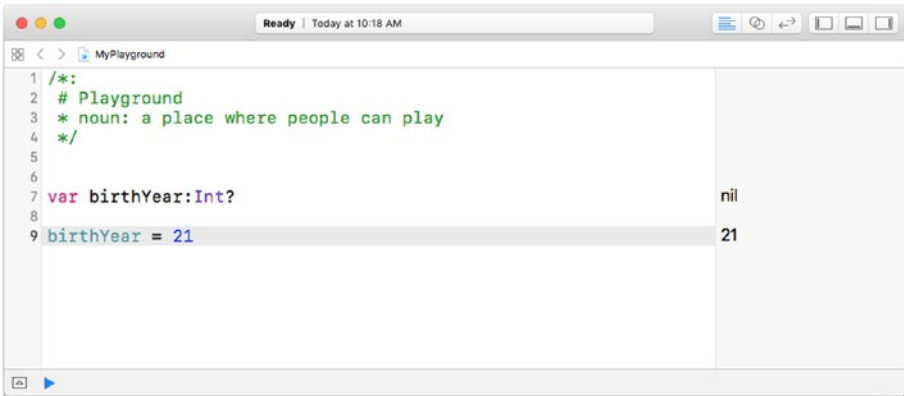 Ready | Today at 10:18 AM
MyPlayground
1 /*:
2 # Playground
3 * noun: a place where people can play
4 */
5
6
7 var birthYear:Int? nil
8
9 birthYear = 21 21